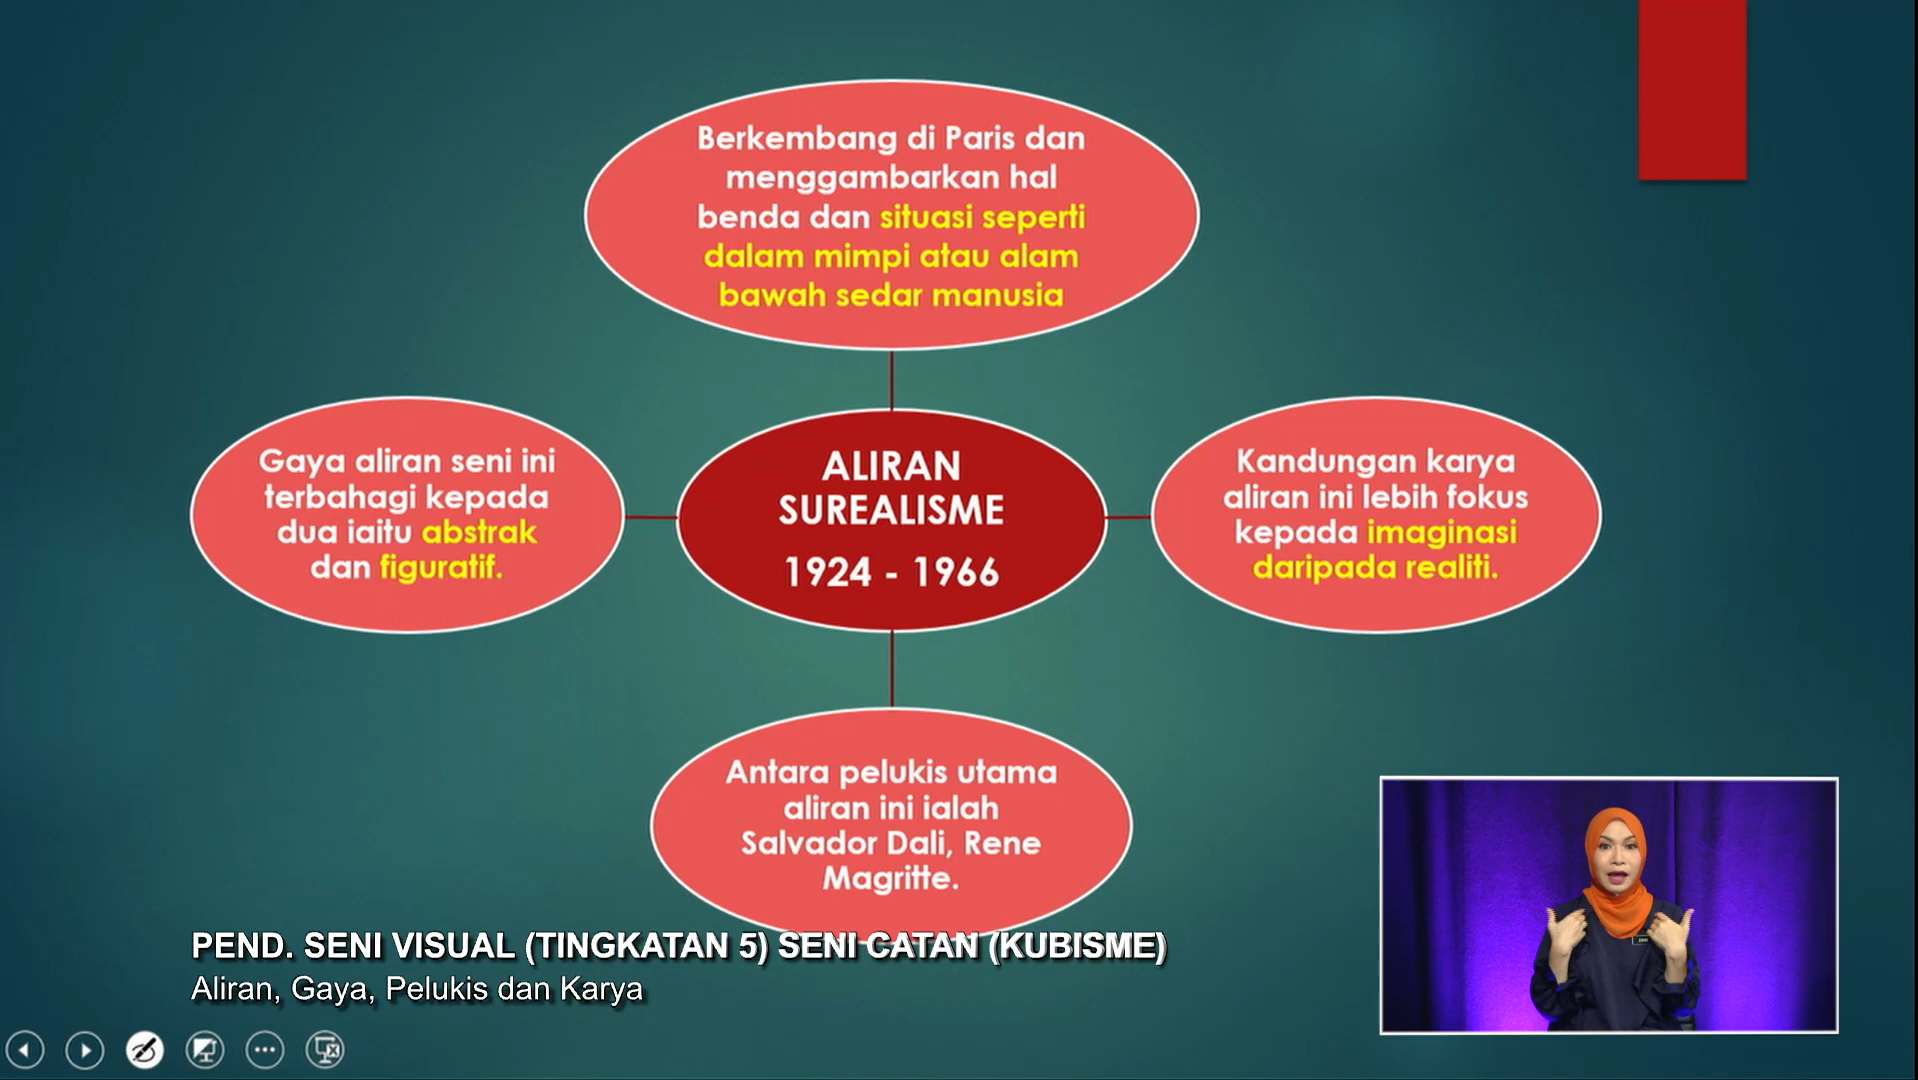 Berkembang di Paris dan
menggambarkan hal
benda dan situasi seperti
dalam mimpi atau alam
bawah sedar manusia
Gaya aliran seni ini
terbahagi kepada
dua iaitu abstrak
dan figuratif.
ALIRAN
SUREALISME
1924 - 1966
Kandungan karya
aliran ini lebih fokus
kepada imaginasi
daripada realiti.
Antara pelukis utama
aliran ini ialah
Salvador Dali, Rene
Magritte.
PEND. SENI VISUAL (TINGKATAN 5) SENI CATAN (KUBISME)
Aliran, Gaya, Pelukis dan Karya